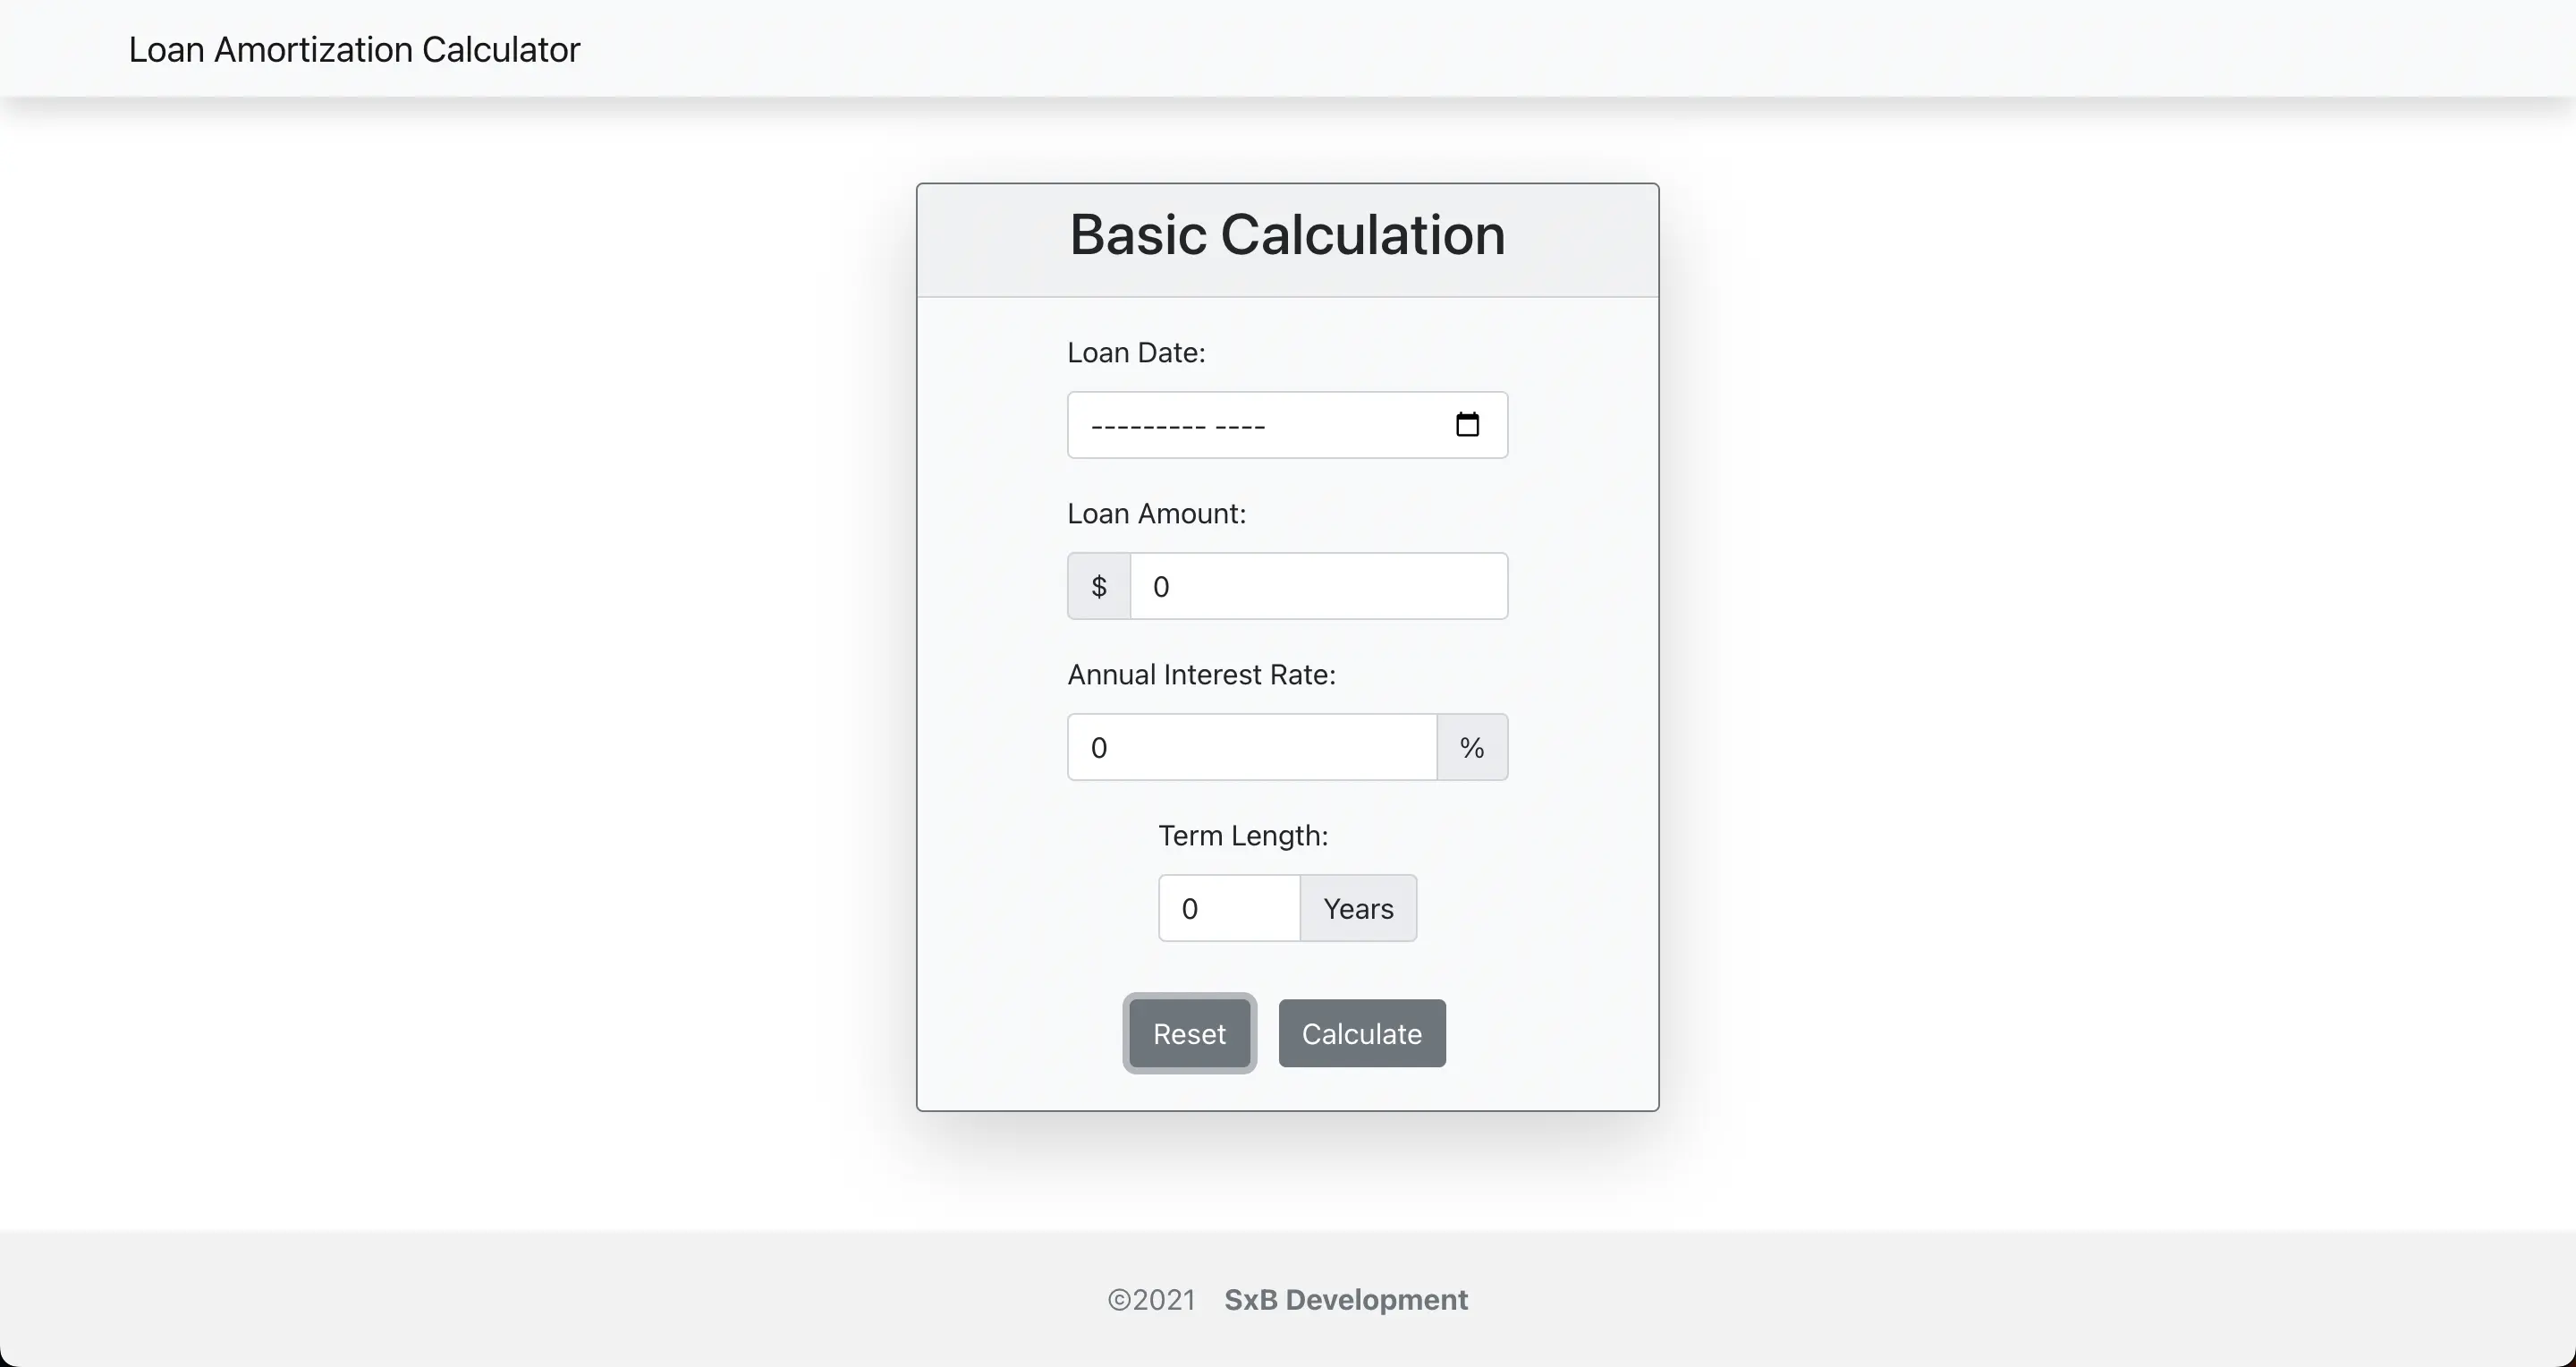 Loan Amortization Calculator
Basic Calculation
Loan Date:
--------- ----
Loan Amount:
$ 0
Annual Interest Rate:
0 %
Term Length:
0 Years
Reset Calculate
©2021 SxB Development